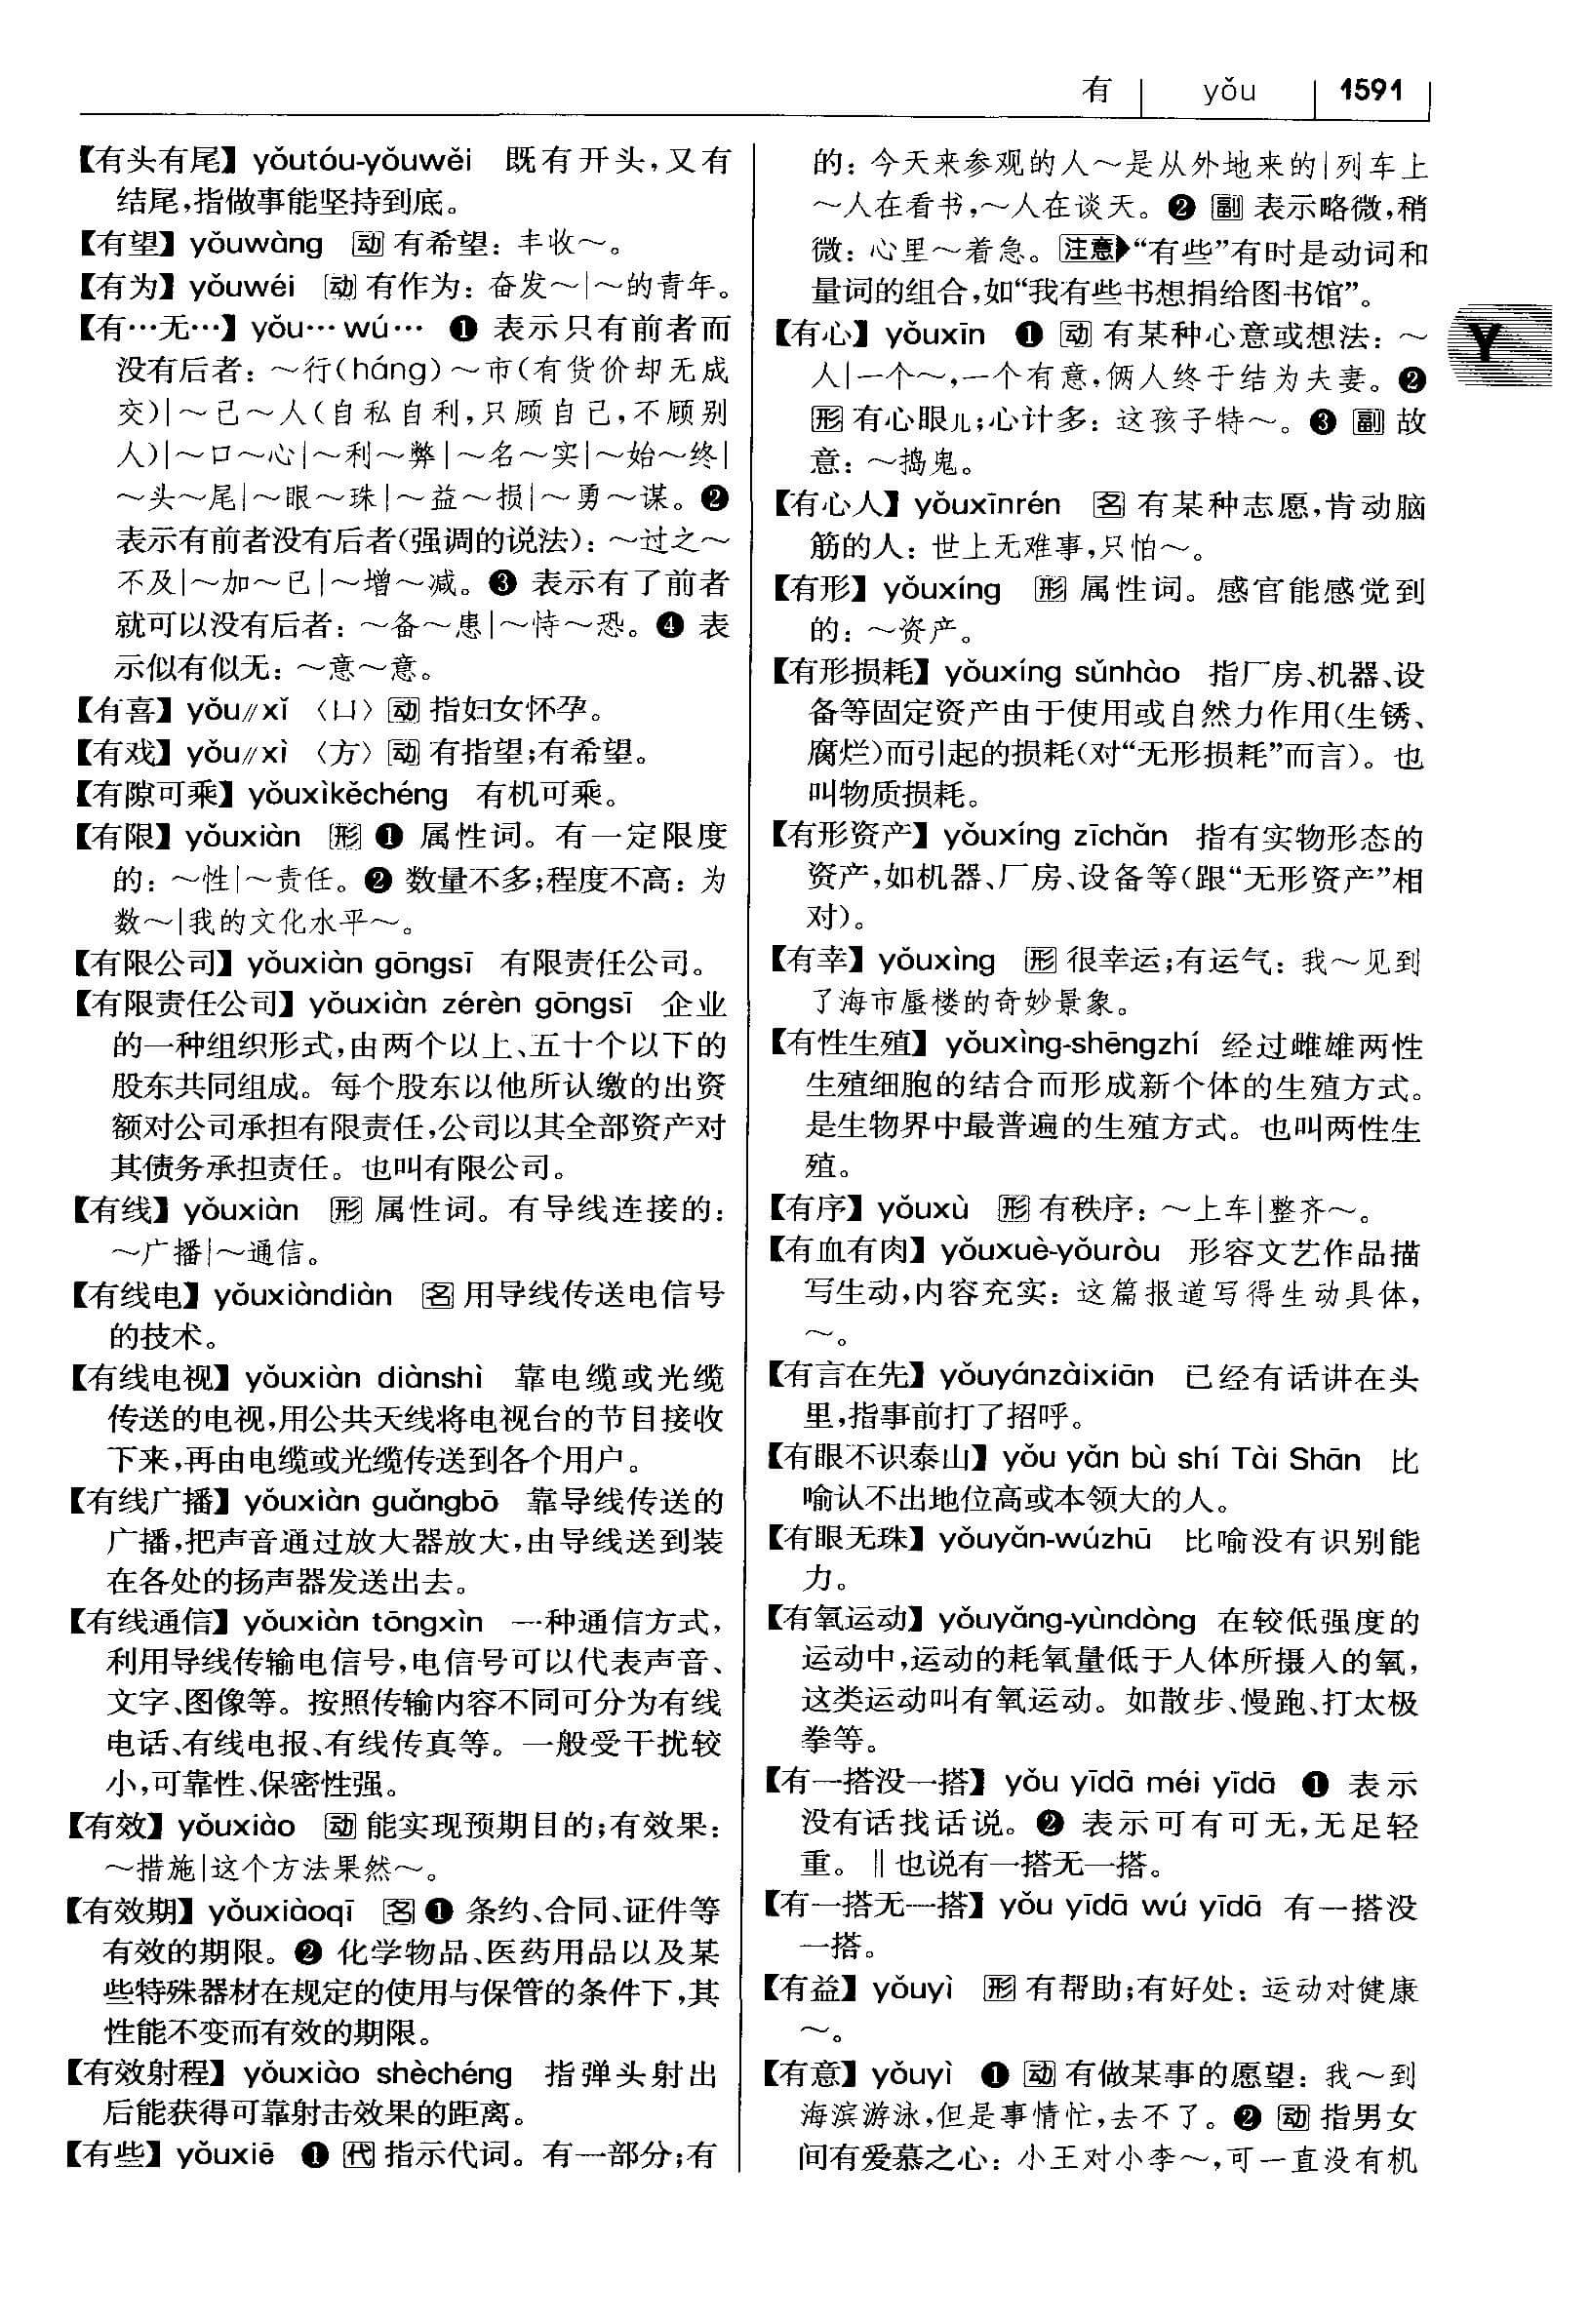 有 yǒu 1591
【有头有尾】 yǒutóu-yǒuwěi 既有开头,又有
结尾,指做事能坚持到底。
【有望】 yǒuwàng 动 有希望：丰收～。
【有为】 yǒuwéi 动 有作为：奋发～|～的青年。
【有…无…】 yǒu… wú… ❶ 表示只有前者而
没有后者：～行(háng)～市(有货价却无成
交)|～己～人(自私自利,只顾自己,不顾别
人)|～口～心|～利～弊|～名～实|～始～终|
～头～尾|～眼～珠|～益～损|～勇～谋。❷
表示有前者没有后者(强调的说法)：～过之～
不及|～加～已|～增～减。❸ 表示有了前者
就可以没有后者：～备～患|～恃～恐。❹ 表
示似有似无：～意～意。
【有喜】 yǒu//xǐ 〈口〉 动 指妇女怀孕。
【有戏】 yǒu//xì 〈方〉 动 有指望;有希望。
【有隙可乘】 yǒuxìkěchéng 有机可乘。
【有限】 yǒuxiàn 形 ❶ 属性词。有一定限度
的：～性|～责任。❷ 数量不多;程度不高：为
数～|我的文化水平～。
【有限公司】 yǒuxiàn gōngsī 有限责任公司。
【有限责任公司】 yǒuxiàn zérèn gōngsī 企业
的一种组织形式,由两个以上、五十个以下的
股东共同组成。每个股东以他所认缴的出资
额对公司承担有限责任,公司以其全部资产对
其债务承担责任。也叫有限公司。
【有线】 yǒuxiàn 形 属性词。有导线连接的：
～广播|～通信。
【有线电】 yǒuxiàndiàn 名 用导线传送电信号
的技术。
【有线电视】 yǒuxiàn diànshì 靠电缆或光缆
传送的电视,用公共天线将电视台的节目接收
下来,再由电缆或光缆传送到各个用户。
【有线广播】 yǒuxiàn guǎngbō 靠导线传送的
广播,把声音通过放大器放大,由导线送到装
在各处的扬声器发送出去。
【有线通信】 yǒuxiàn tōngxìn 一种通信方式,
利用导线传输电信号,电信号可以代表声音、
文字、图像等。按照传输内容不同可分为有线
电话、有线电报、有线传真等。一般受干扰较
小,可靠性、保密性强。
【有效】 yǒuxiào 动 能实现预期目的;有效果：
～措施|这个方法果然～。
【有效期】 yǒuxiàoqī 名 ❶ 条约、合同、证件等
有效的期限。❷ 化学物品、医药用品以及某
些特殊器材在规定的使用与保管的条件下,其
性能不变而有效的期限。
【有效射程】 yǒuxiào shèchéng 指弹头射出
后能获得可靠射击效果的距离。
【有些】 yǒuxiē ❶ 代 指示代词。有一部分;有
的：今天来参观的人～是从外地来的|列车上
～人在看书,～人在谈天。❷ 副 表示略微,稍
微：心里～着急。注意 “有些”有时是动词和
量词的组合,如“我有些书想捐给图书馆”。
【有心】 yǒuxīn ❶ 动 有某种心意或想法：～
人|一个～,一个有意,俩人终于结为夫妻。❷
形 有心眼儿;心计多：这孩子特～。❸ 副 故
意：～捣鬼。
【有心人】 yǒuxīnrén 名 有某种志愿,肯动脑
筋的人：世上无难事,只怕～。
【有形】 yǒuxíng 形 属性词。感官能感觉到
的：～资产。
【有形损耗】 yǒuxíng sǔnhào 指厂房、机器、设
备等固定资产由于使用或自然力作用(生锈、
腐烂)而引起的损耗(对“无形损耗”而言)。也
叫物质损耗。
【有形资产】 yǒuxíng zīchǎn 指有实物形态的
资产,如机器、厂房、设备等(跟“无形资产”相
对)。
【有幸】 yǒuxìng 形 很幸运;有运气：我～见到
了海市蜃楼的奇妙景象。
【有性生殖】 yǒuxìng-shēngzhí 经过雌雄两性
生殖细胞的结合而形成新个体的生殖方式。
是生物界中最普遍的生殖方式。也叫两性生
殖。
【有序】 yǒuxù 形 有秩序：～上车|整齐～。
【有血有肉】 yǒuxuè-yǒuròu 形容文艺作品描
写生动,内容充实：这篇报道写得生动具体,
～。
【有言在先】 yǒuyánzàixiān 已经有话讲在头
里,指事前打了招呼。
【有眼不识泰山】 yǒu yǎn bù shí Tài Shān 比
喻认不出地位高或本领大的人。
【有眼无珠】 yǒuyǎn-wúzhū 比喻没有识别能
力。
【有氧运动】 yǒuyǎng-yùndòng 在较低强度的
运动中,运动的耗氧量低于人体所摄入的氧,
这类运动叫有氧运动。如散步、慢跑、打太极
拳等。
【有一搭没一搭】 yǒu yīdā méi yīdā ❶ 表示
没有话找话说。❷ 表示可有可无,无足轻
重。‖也说有一搭无一搭。
【有一搭无一搭】 yǒu yīdā wú yīdā 有一搭没
一搭。
【有益】 yǒuyì 形 有帮助;有好处：运动对健康
～。
【有意】 yǒuyì ❶ 动 有做某事的愿望：我～到
海滨游泳,但是事情忙,去不了。❷ 动 指男女
间有爱慕之心：小王对小李～,可一直没有机
Y